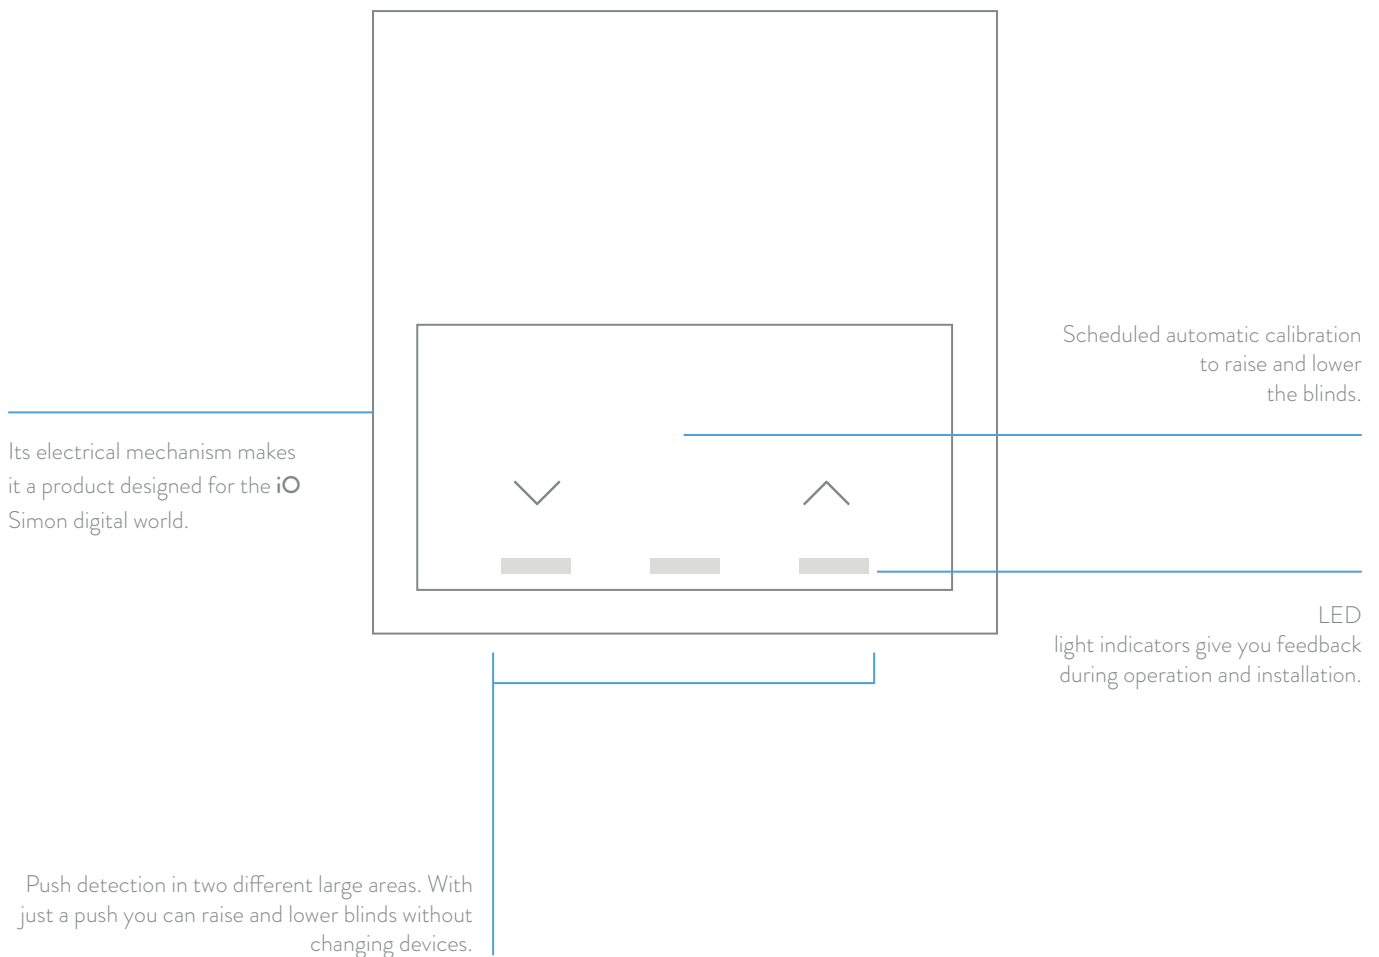 Scheduled automatic calibration
to raise and lower
the blinds.
Its electrical mechanism makes
it a product designed for the iO
Simon digital world.
LED
light indicators give you feedback
during operation and installation.
Push detection in two different large areas. With
just a push you can raise and lower blinds without
changing devices.